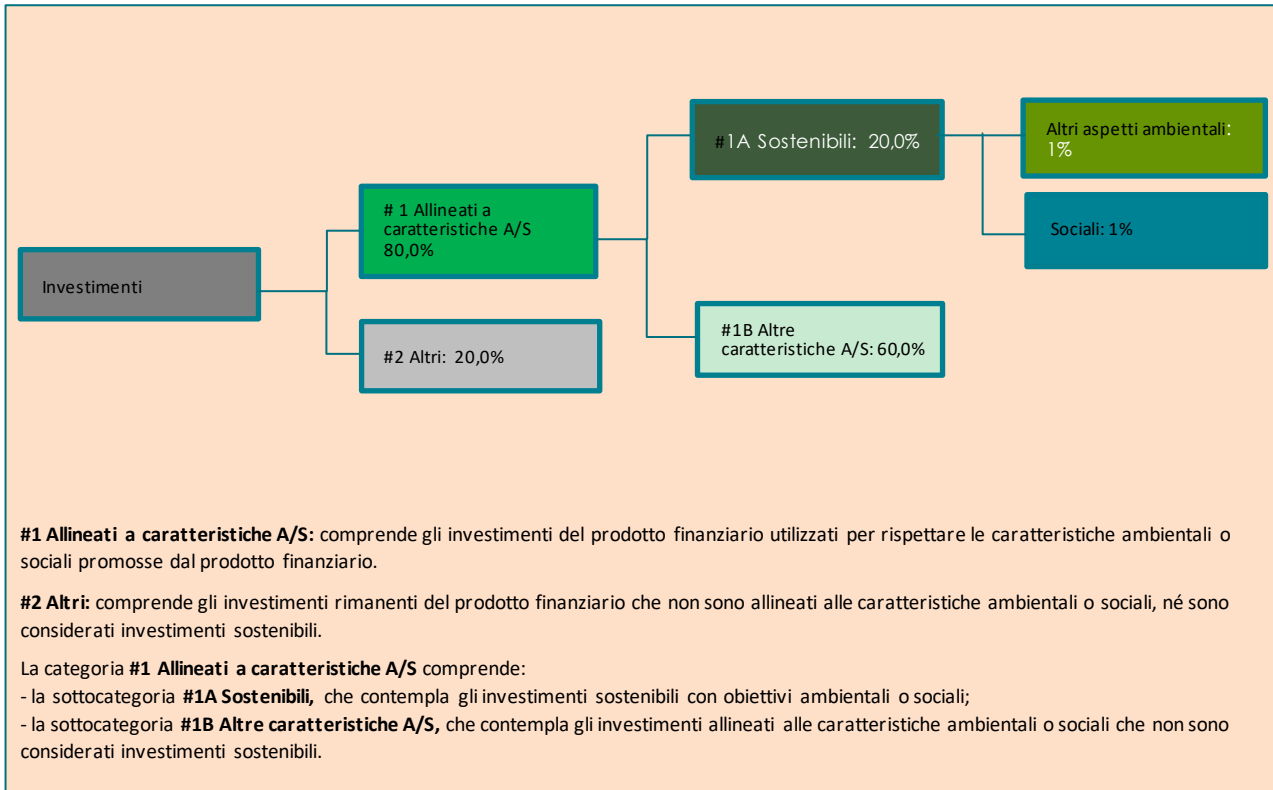 Investimenti
# 1 Allineati a
caratteristiche A/S
80,0%
#2 Altri: 20,0%
#1A Sostenibili: 20,0%
#1B Altre
caratteristiche A/S: 60,0%
Altri aspetti ambientali:
1%
Sociali: 1%
#1 Allineati a caratteristiche A/S: comprende gli investimenti del prodotto finanziario utilizzati per rispettare le caratteristiche ambientali o
sociali promosse dal prodotto finanziario.
#2 Altri: comprende gli investimenti rimanenti del prodotto finanziario che non sono allineati alle caratteristiche ambientali o sociali, né sono
considerati investimenti sostenibili.
La categoria #1 Allineati a caratteristiche A/S comprende:
- la sottocategoria #1A Sostenibili, che contempla gli investimenti sostenibili con obiettivi ambientali o sociali;
- la sottocategoria #1B Altre caratteristiche A/S, che contempla gli investimenti allineati alle caratteristiche ambientali o sociali che non sono
considerati investimenti sostenibili.